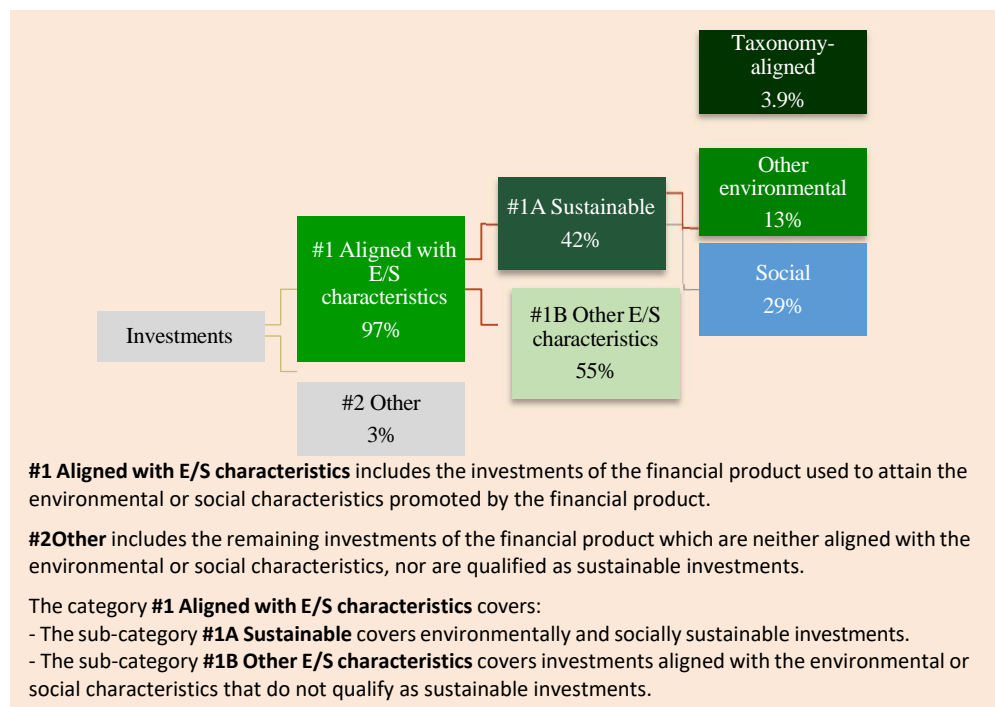 Taxonomy-
aligned
3.9%
Other
environmental
13%
#1A Sustainable
42%
#1 Aligned with
E/S
characteristics
97%
Social
29%
#1B Other E/S
characteristics
55%
Investments
#2 Other
3%
#1 Aligned with E/S characteristics includes the investments of the financial product used to attain the
environmental or social characteristics promoted by the financial product.
#2Other includes the remaining investments of the financial product which are neither aligned with the
environmental or social characteristics, nor are qualified as sustainable investments.
The category #1 Aligned with E/S characteristics covers:
- The sub-category #1A Sustainable covers environmentally and socially sustainable investments.
- The sub-category #1B Other E/S characteristics covers investments aligned with the environmental or
social characteristics that do not qualify as sustainable investments.